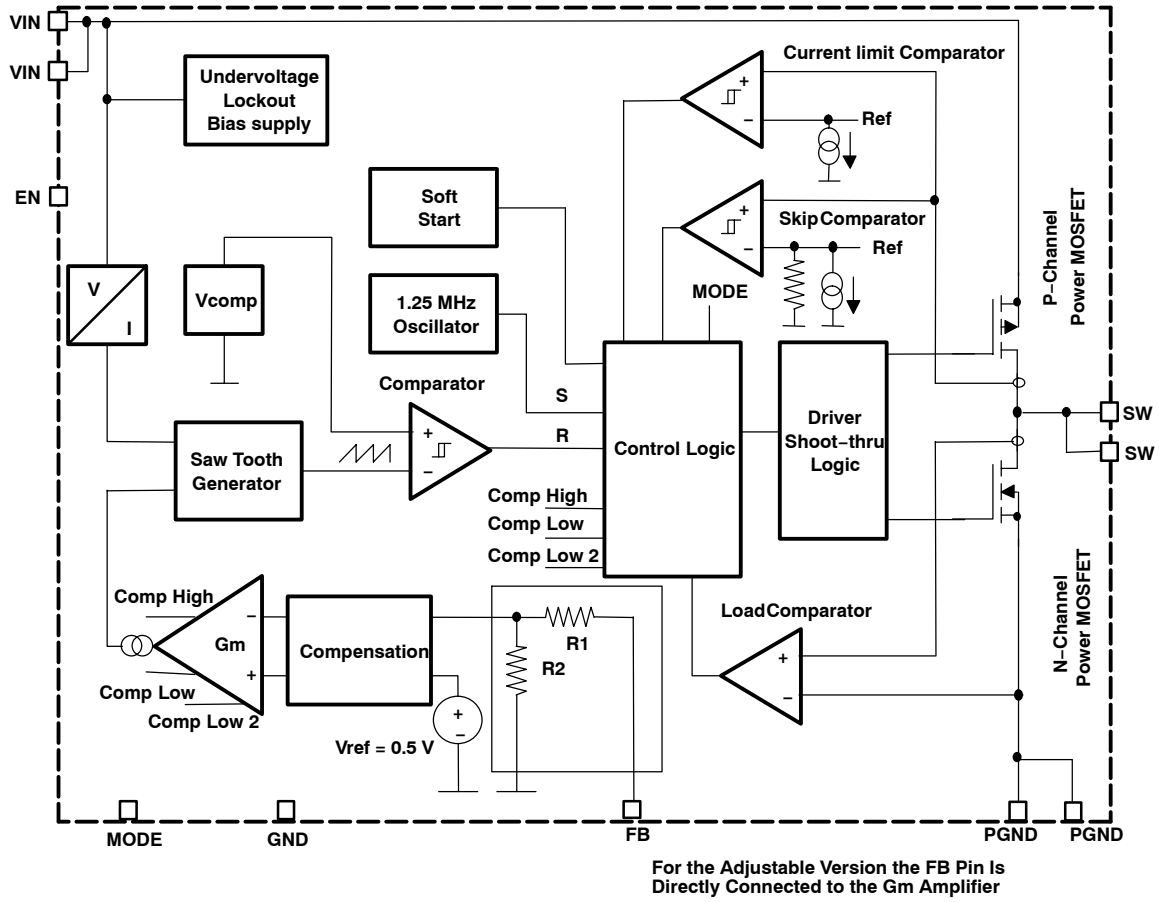 VIN
VIN
EN
Undervoltage
Lockout
Bias supply
Current limit Comparator
+
−
Ref
Soft
Start
Skip Comparator
+
−
Ref
V
I
Vcomp
1.25 MHz
Oscillator
MODE
P−Channel
Power MOSFET
Comparator
+
−
S
R
Control Logic
Driver
Shoot−thru
Logic
SW
SW
Saw Tooth
Generator
Comp High
Comp Low
Comp Low 2
Comp High
Gm
−
+
Comp Low
Comp Low 2
Compensation
R1
R2
+
−
Vref = 0.5 V
Load Comparator
+
−
N−Channel
Power MOSFET
MODE
GND
FB
PGND
PGND
For the Adjustable Version the FB Pin Is
Directly Connected to the Gm Amplifier